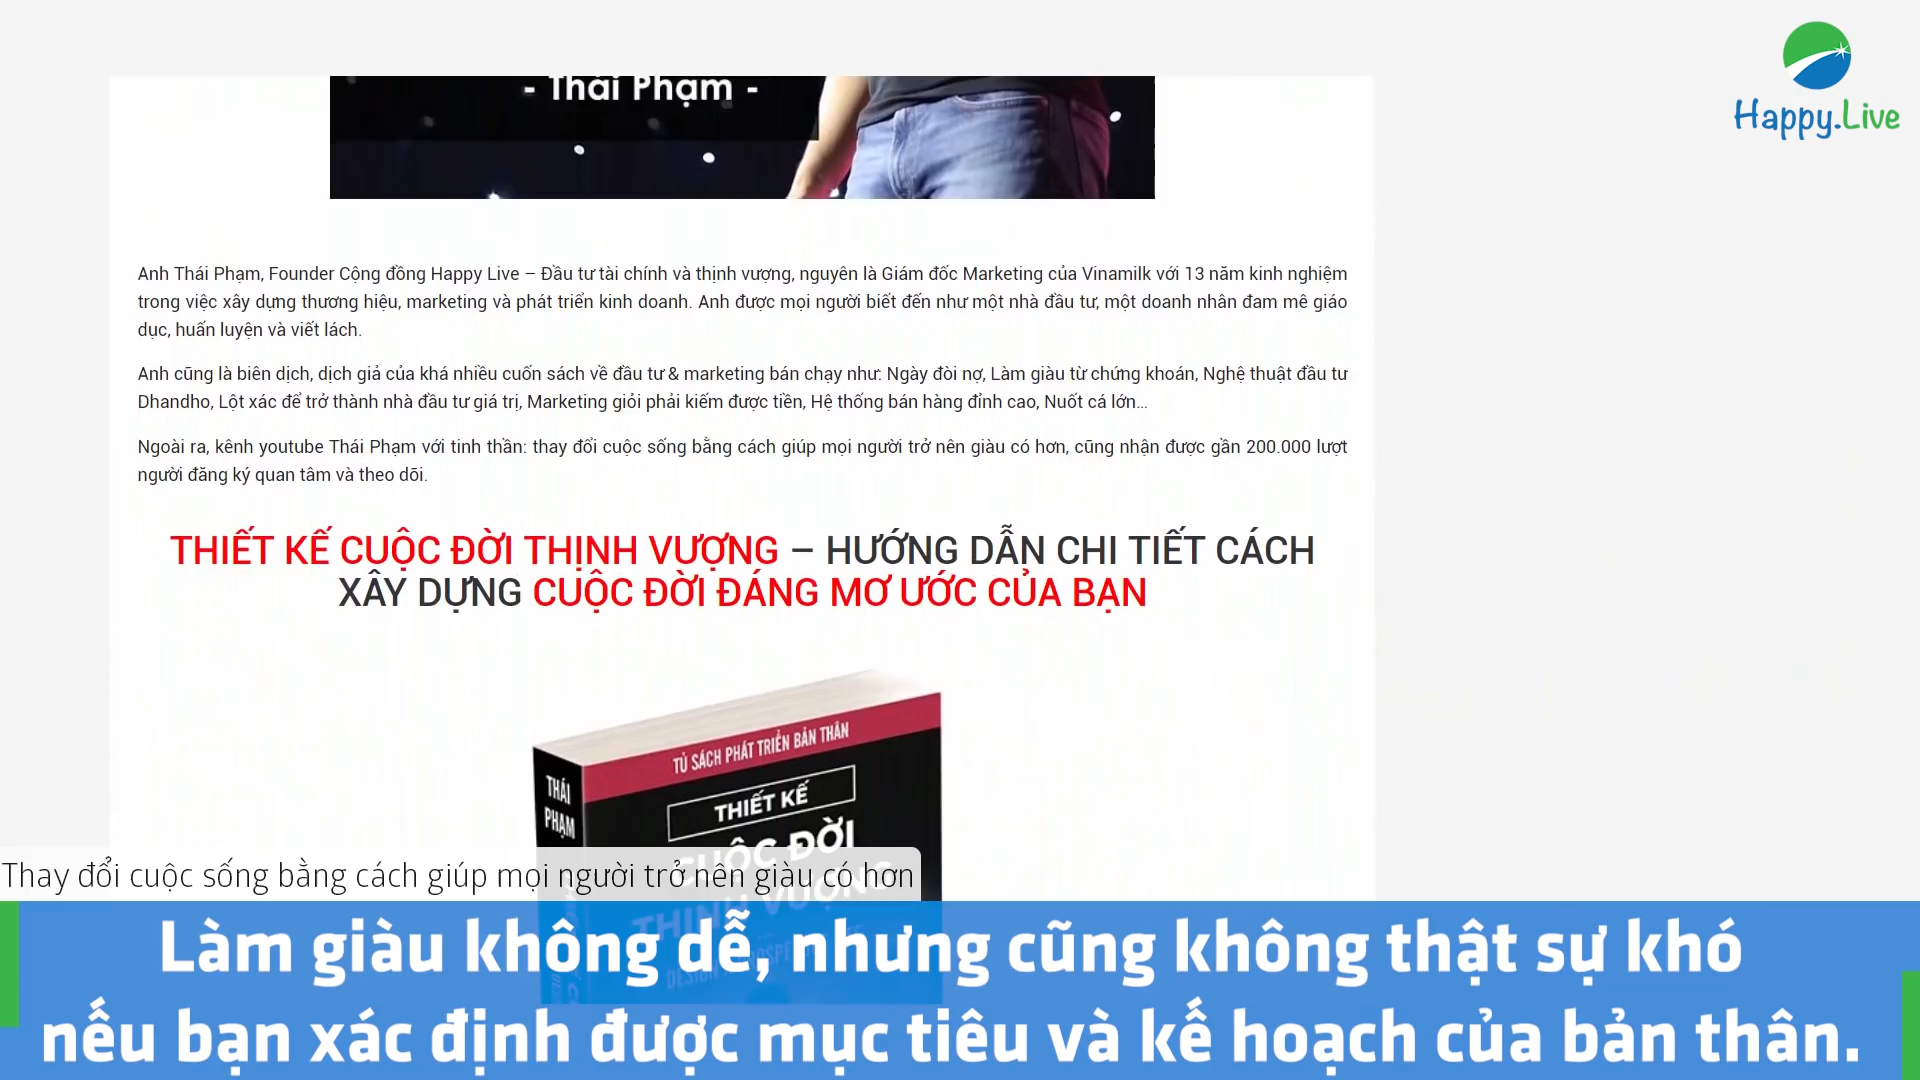 - Thái Phạm -
Happy.Live
Anh Thái Phạm, Founder Cộng đồng Happy Live – Đầu tư tài chính và thịnh vượng, nguyên là Giám đốc Marketing của Vinamilk với 13 năm kinh nghiệm
trong việc xây dựng thương hiệu, marketing và phát triển kinh doanh. Anh được mọi người biết đến như một nhà đầu tư, một doanh nhân đam mê giáo
dục, huấn luyện và viết lách.
Anh cũng là biên dịch, dịch giả của khá nhiều cuốn sách về đầu tư & marketing bán chạy như: Ngày đòi nợ, Làm giàu từ chứng khoán, Nghệ thuật đầu tư
Dhandho, Lột xác để trở thành nhà đầu tư giá trị, Marketing giỏi phải kiếm được tiền, Hệ thống bán hàng đỉnh cao, Nuốt cá lớn...
Ngoài ra, kênh youtube Thái Phạm với tinh thần: thay đổi cuộc sống bằng cách giúp mọi người trở nên giàu có hơn, cũng nhận được gần 200.000 lượt
người đăng ký quan tâm và theo dõi.
THIẾT KẾ CUỘC ĐỜI THỊNH VƯỢNG – HƯỚNG DẪN CHI TIẾT CÁCH
XÂY DỰNG CUỘC ĐỜI ĐÁNG MƠ ƯỚC CỦA BẠN
TỦ SÁCH PHÁT TRIỂN BẢN THÂN
THÁI
PHẠM
THIẾT KẾ
CUỘC ĐỜI
THỊNH VƯỢNG
Thay đổi cuộc sống bằng cách giúp mọi người trở nên giàu có hơn
Làm giàu không dễ, nhưng cũng không thật sự khó
nếu bạn xác định được mục tiêu và kế hoạch của bản thân.